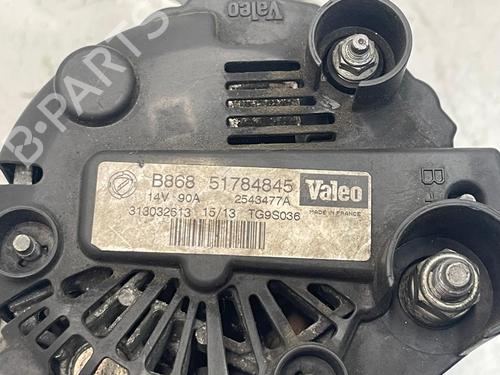 Valeo
B-PARTS
B868 51784845 Valeo
14V 90A 2543477A MADE IN FRANCE
313032613 15/13 TG9S036
B+